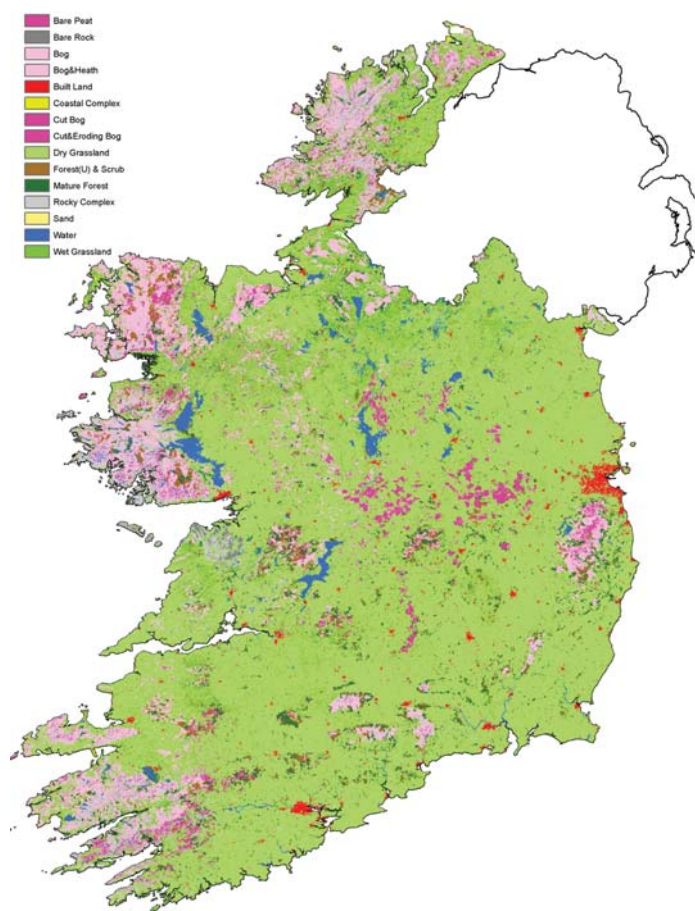 Bare Peat
Bare Rock
Bog
Bog&Heath
Built Land
Coastal Complex
Cut Bog
Cut&Eroding Bog
Dry Grassland
Forest(U) & Scrub
Mature Forest
Rocky Complex
Sand
Water
Wet Grassland